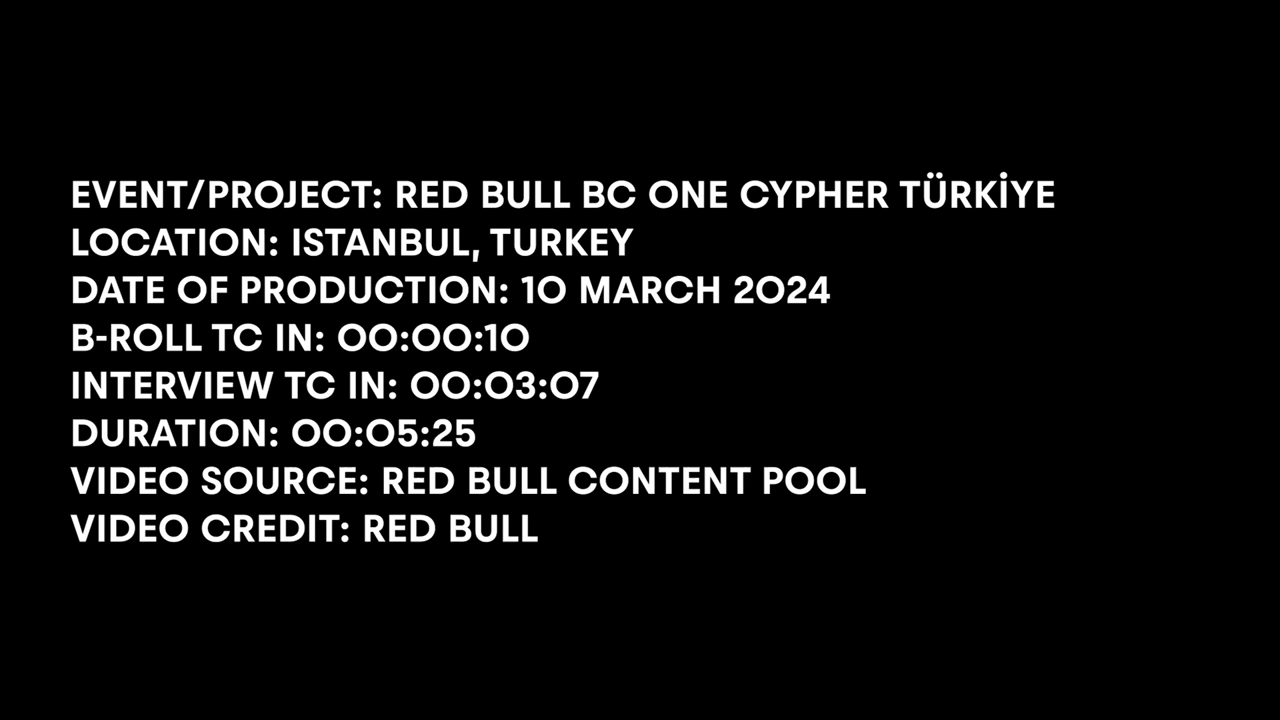 EVENT/PROJECT: RED BULL BC ONE CYPHER TÜRKİYE
LOCATION: ISTANBUL, TURKEY
DATE OF PRODUCTION: 10 MARCH 2024
B-ROLL TC IN: 00:00:10
INTERVIEW TC IN: 00:03:07
DURATION: 00:05:25
VIDEO SOURCE: RED BULL CONTENT POOL
VIDEO CREDIT: RED BULL